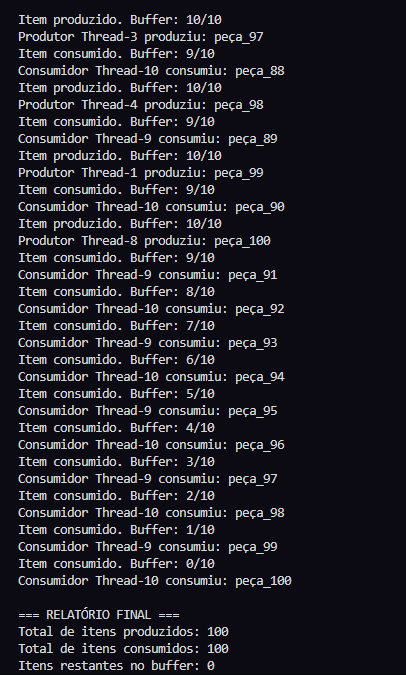 Item produzido. Buffer: 10/10
Produtor Thread-3 produziu: peça_97
Item consumido. Buffer: 9/10
Consumidor Thread-10 consumiu: peça_88
Item produzido. Buffer: 10/10
Produtor Thread-4 produziu: peça_98
Item consumido. Buffer: 9/10
Consumidor Thread-9 consumiu: peça_89
Item produzido. Buffer: 10/10
Produtor Thread-1 produziu: peça_99
Item consumido. Buffer: 9/10
Consumidor Thread-10 consumiu: peça_90
Item produzido. Buffer: 10/10
Produtor Thread-8 produziu: peça_100
Item consumido. Buffer: 9/10
Consumidor Thread-9 consumiu: peça_91
Item consumido. Buffer: 8/10
Consumidor Thread-10 consumiu: peça_92
Item consumido. Buffer: 7/10
Consumidor Thread-9 consumiu: peça_93
Item consumido. Buffer: 6/10
Consumidor Thread-10 consumiu: peça_94
Item consumido. Buffer: 5/10
Consumidor Thread-9 consumiu: peça_95
Item consumido. Buffer: 4/10
Consumidor Thread-10 consumiu: peça_96
Item consumido. Buffer: 3/10
Consumidor Thread-9 consumiu: peça_97
Item consumido. Buffer: 2/10
Consumidor Thread-10 consumiu: peça_98
Item consumido. Buffer: 1/10
Consumidor Thread-9 consumiu: peça_99
Item consumido. Buffer: 0/10
Consumidor Thread-10 consumiu: peça_100
=== RELATÓRIO FINAL ===
Total de itens produzidos: 100
Total de itens consumidos: 100
Itens restantes no buffer: 0